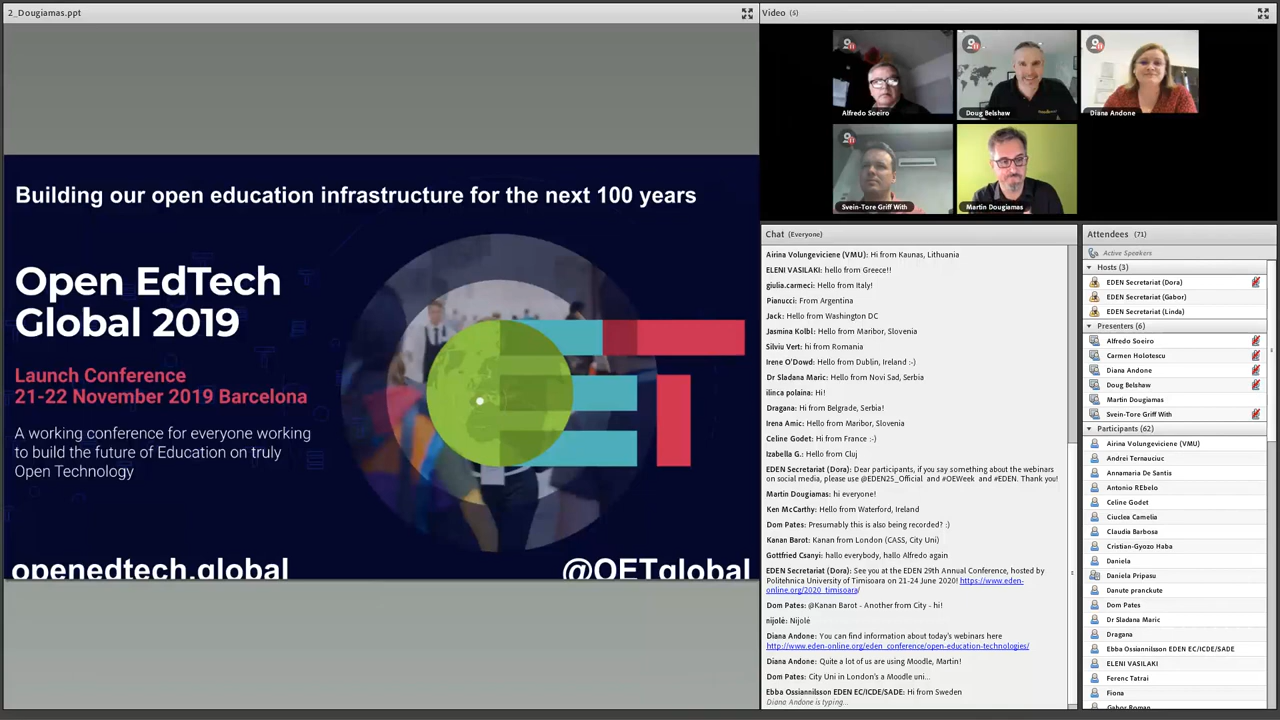 2_Dougiamas.ppt
Building our open education infrastructure for the next 100 years
Open EdTech
Global 2019
Launch Conference
21-22 November 2019 Barcelona
A working conference for everyone working
to build the future of Education on truly
Open Technology
openedtech.global
@OETglobal
Video (5)
Alfredo Soeiro
Doug Belshaw
Diana Andone
Svein-Tore Griff With
Martin Dougiamas
Chat (Everyone)
Airina Volungeviciene (VMU): Hi from Kaunas, Lithuania
ELENI VASILAKI: hello from Greece!!
giulia.carmeci: Hello from Italy!
Pianucci: From Argentina
Jack: Hello from Washington DC
Jasmina Kolbl: Hello from Maribor, Slovenia
Silviu Vert: hi from Romania
Irene O'Dowd: Hello from Dublin, Ireland :-)
Dr Sladana Maric: Hello from Novi Sad, Serbia
ilinca polaina: Hi!
Dragana: Hi from Belgrade, Serbia!
Irena Amic: Hello from Maribor, Slovenia
Celine Godet: Hi from France :-)
Izabella G.: Hello from Cluj
EDEN Secretariat (Dora): Dear participants, if you say something about the webinars
on social media, please use @EDEN25_Official and #OEWeek and #EDEN. Thank you!
Martin Dougiamas: hi everyone!
Ken McCarthy: Hello from Waterford, Ireland
Dom Pates: Presumably this is also being recorded? :)
Kanan Barot: Kanan from London (CASS, City Uni)
Gottfried Csanyi: hallo everybody, hallo Alfredo again
EDEN Secretariat (Dora): See you at the EDEN 29th Annual Conference, hosted by
Politehnica University of Timisoara on 21-24 June 2020! https://www.eden-
online.org/2020_timisoara/
Dom Pates: @Kanan Barot - Another from City - hi!
nijolė: Nijolė
Diana Andone: You can find information about today's webinars here
http://www.eden-online.org/eden_conference/open-education-technologies/
Diana Andone: Quite a lot of us are using Moodle, Martin!
Dom Pates: City Uni in London's a Moodle uni...
Ebba Ossiannilsson EDEN EC/ICDE/SADE: Hi from Sweden
Diana Andone is typing...
Attendees (71)
Active Speakers
Hosts (3)
EDEN Secretariat (Dora)
EDEN Secretariat (Gabor)
EDEN Secretariat (Linda)
Presenters (6)
Alfredo Soeiro
Carmen Holotescu
Diana Andone
Doug Belshaw
Martin Dougiamas
Svein-Tore Griff With
Participants (62)
Airina Volungeviciene (VMU)
Andrei Ternauciuc
Annamaria De Santis
Antonio REbelo
Celine Godet
Ciuclea Camelia
Claudia Barbosa
Cristian-Gyozo Haba
Daniela
Daniela Pripasu
Danute pranckute
Dom Pates
Dr Sladana Maric
Dragana
Ebba Ossiannilsson EDEN EC/ICDE/SADE
ELENI VASILAKI
Ferenc Tatrai
Fiona
Gabor Roman